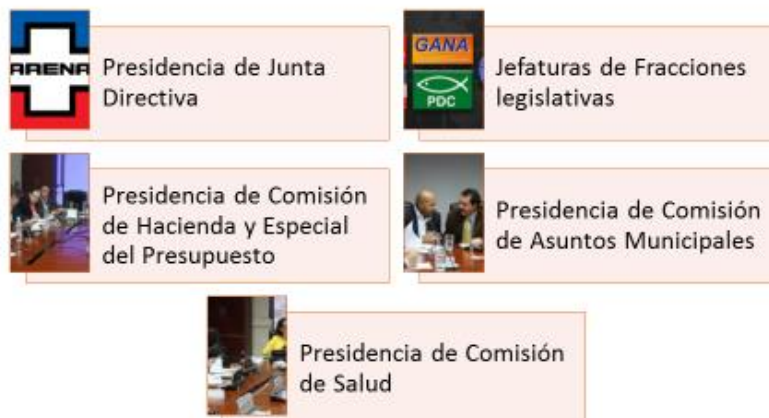 ARENA
Presidencia de Junta
Directiva
GANA
PDC
Jefaturas de Fracciones
legislativas
Presidencia de Comisión
de Hacienda y Especial
del Presupuesto
Presidencia de Comisión
de Asuntos Municipales
Presidencia de Comisión
de Salud